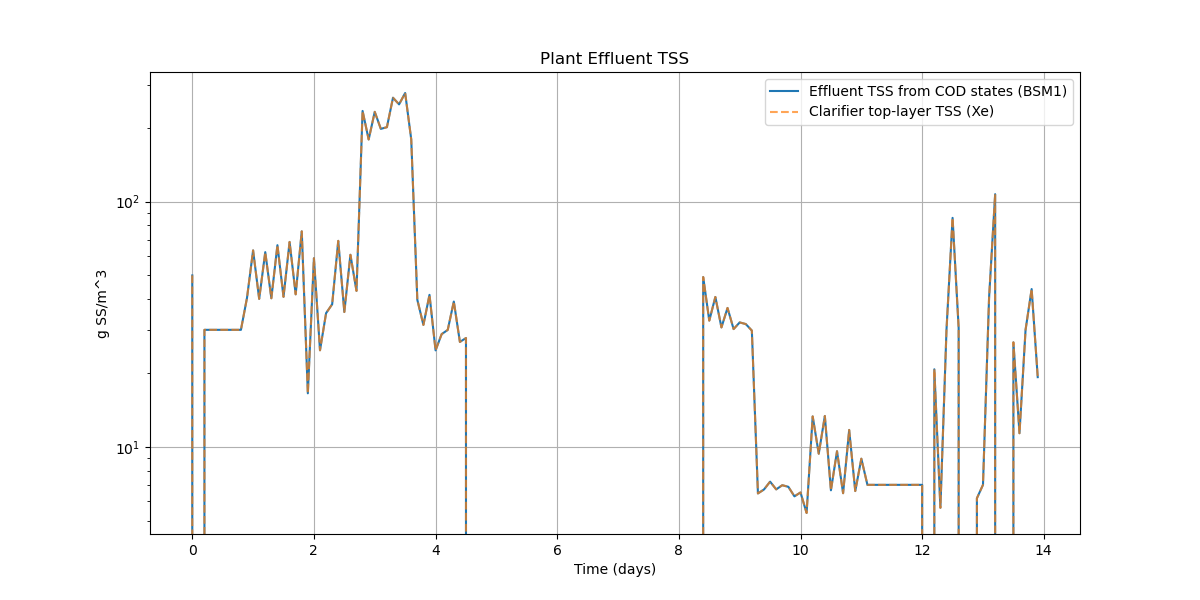 Plant Effluent TSS
Effluent TSS from COD states (BSM1)
Clarifier top-layer TSS (Xe)
g SS/m^3
10²
10¹
0 2 4 6 8 10 12 14
Time (days)